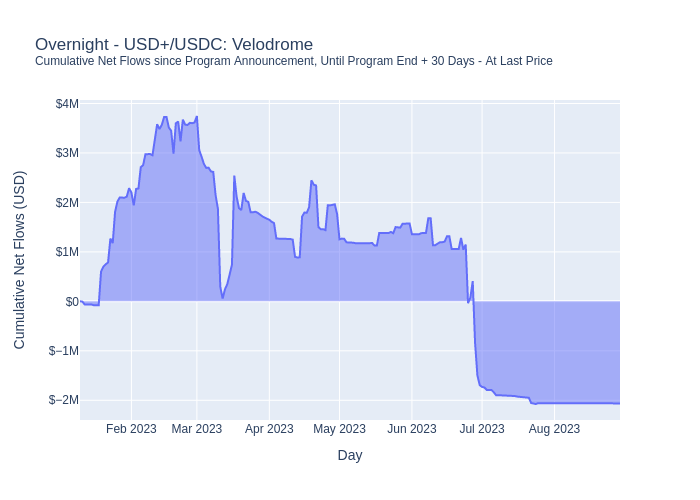 Overnight - USD+/USDC: Velodrome
Cumulative Net Flows since Program Announcement, Until Program End + 30 Days - At Last Price
Cumulative Net Flows (USD)
$4M
$3M
$2M
$1M
$0
$−1M
$−2M
Feb 2023 Mar 2023 Apr 2023 May 2023 Jun 2023 Jul 2023 Aug 2023
Day